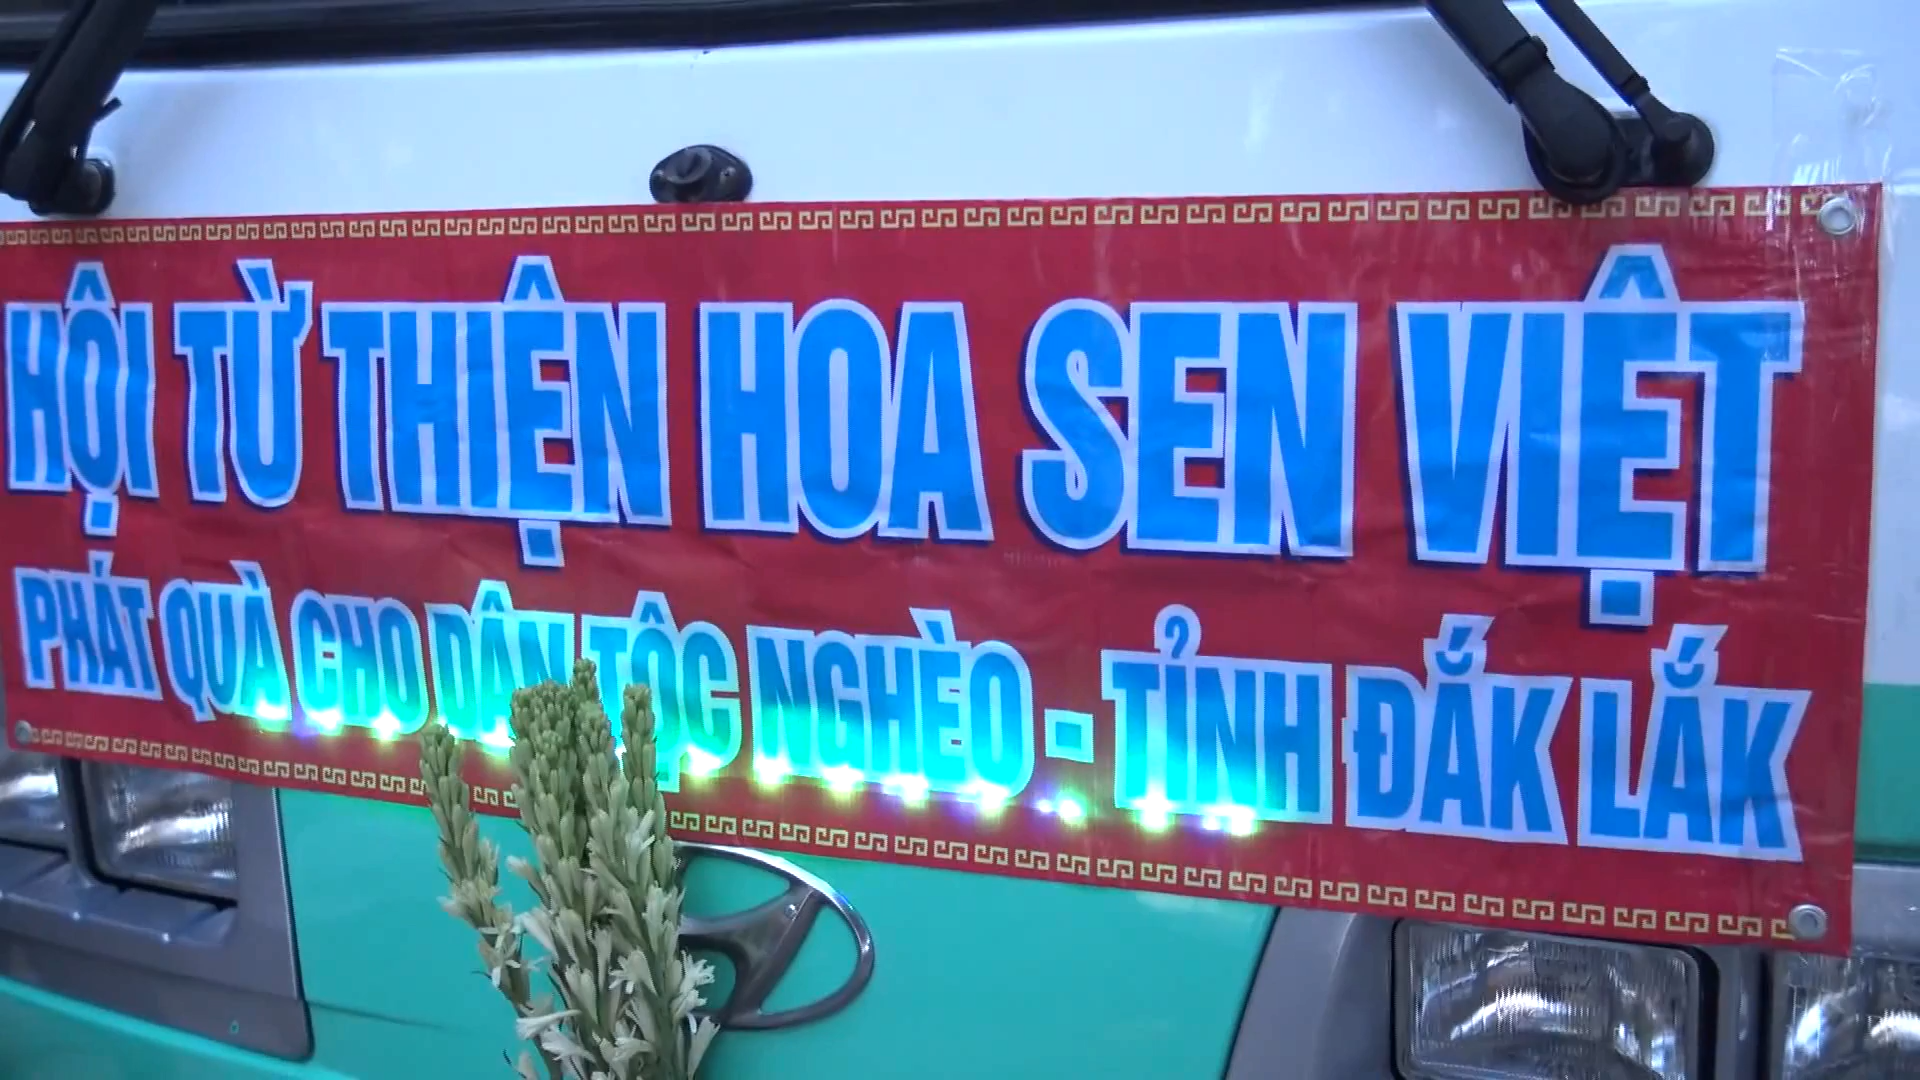 HỘI TỪ THIỆN HOA SEN VIỆT
PHÁT QUÀ CHO DÂN TỘC NGHÈO - TỈNH ĐẮK LẮK